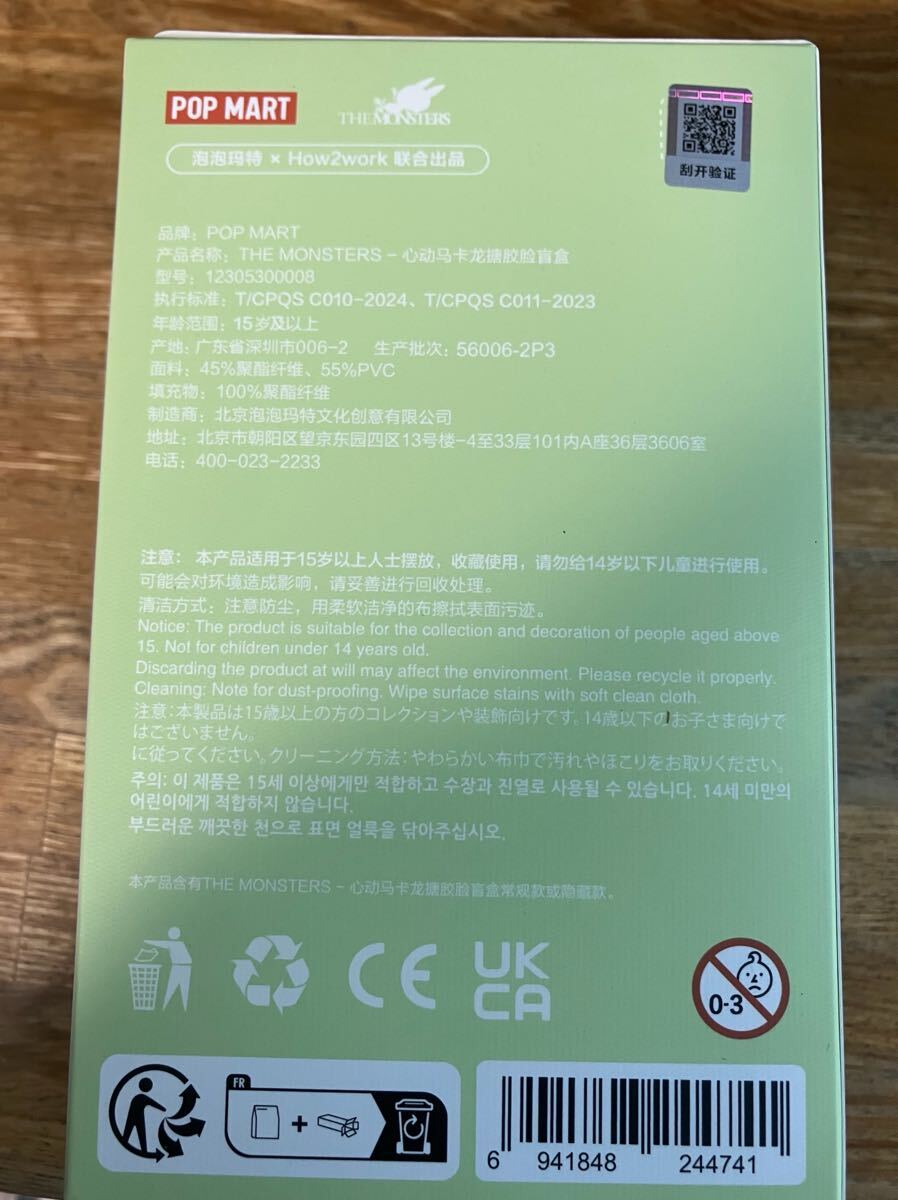 POP MART
THE MONSTERS
泡泡玛特 × How2work 联合出品
刮开验证
品牌：POP MART
产品名称：THE MONSTERS - 心动马卡龙搪胶脸盲盒
型号：12305300008
执行标准：T/CPQS C010-2024、T/CPQS C011-2023
年龄范围：15岁及以上
产地：广东省深圳市006-2 生产批次：56006-2P3
面料：45%聚酯纤维、55%PVC
填充物：100%聚酯纤维
制造商：北京泡泡玛特文化创意有限公司
地址：北京市朝阳区望京东园四区13号楼-4至33层101内A座36层3606室
电话：400-023-2233
注意：本产品适用于15岁以上人士摆放，收藏使用，请勿给14岁以下儿童进行使用。
可能会对环境造成影响，请妥善进行回收处理。
清洁方式：注意防尘，用柔软洁净的布擦拭表面污迹。
Notice: The product is suitable for the collection and decoration of people aged above
15. Not for children under 14 years old.
Discarding the product at will may affect the environment. Please recycle it properly.
Cleaning: Note for dust-proofing. Wipe surface stains with soft clean cloth.
注意：本製品は15歳以上の方のコレクションや装飾向けです。14歳以下のお子さま向けで
はございません。
に従ってください。クリーニング方法：やわらかい布巾で汚れやほこりをお取りください。
주의: 이 제품은 15세 이상에게만 적합하고 수장과 진열로 사용될 수 있습니다. 14세 미만의
어린이에게 적합하지 않습니다.
부드러운 깨끗한 천으로 표면 얼룩을 닦아주십시오.
本产品含有THE MONSTERS - 心动马卡龙搪胶脸盲盒常规款或隐藏款。
CE
UK
CA
0-3
FR
+
6 941848 244741